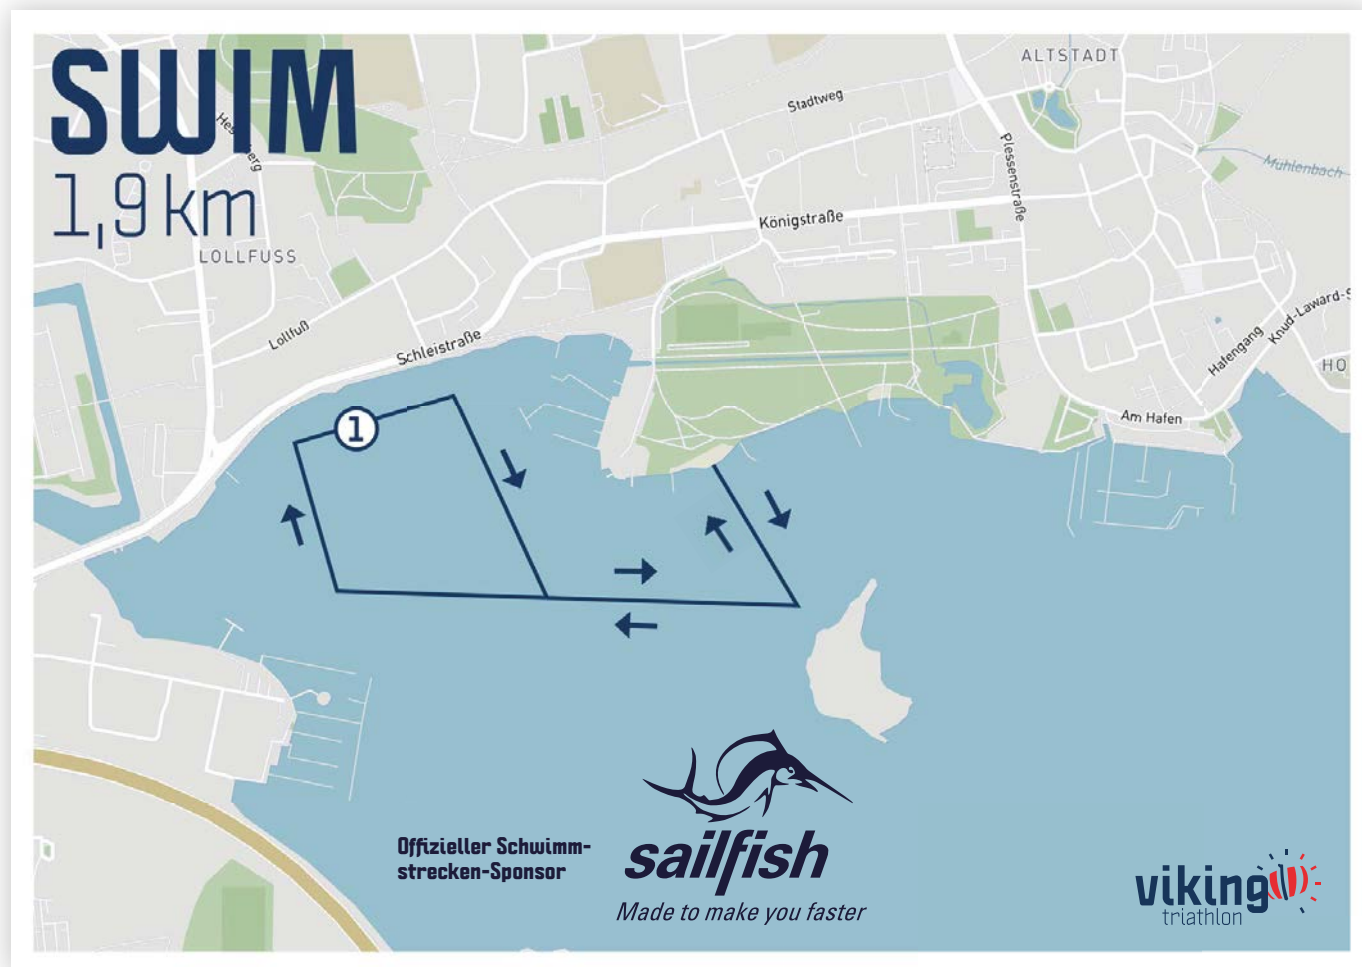 SWIM
1,9 km
ALTSTADT
Stadtweg
Plessenstraße
Mühlenbach
Königstraße
LOLLFUSS
Lollfuß
Schleistraße
Knud-Laward-S
Hafengang
HO
Am Hafen
1
Offizieller Schwimm-
strecken-Sponsor
sailfish
Made to make you faster
viking
triathlon